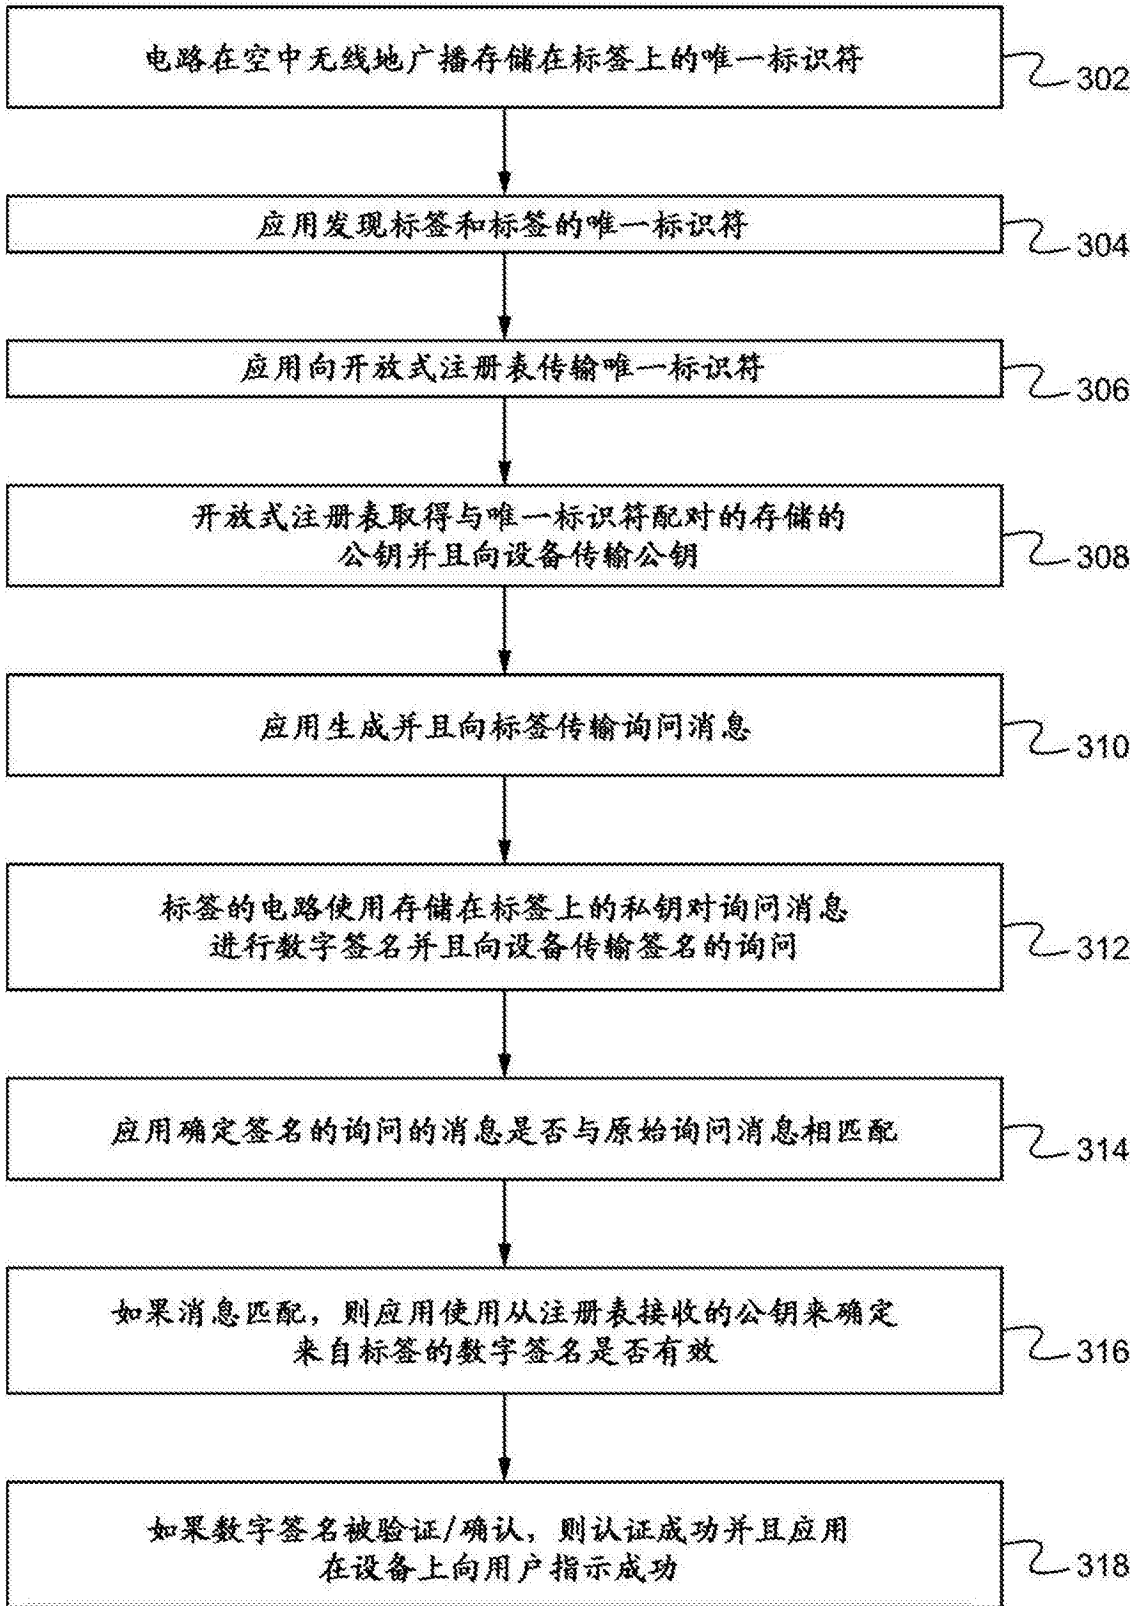 电路在空中无线地广播存储在标签上的唯一标识符
302
应用发现标签和标签的唯一标识符
304
应用向开放式注册表传输唯一标识符
306
开放式注册表取得与唯一标识符配对的存储的
公钥并且向设备传输公钥
308
应用生成并且向标签传输询问消息
310
标签的电路使用存储在标签上的私钥对询问消息
进行数字签名并且向设备传输签名的询问
312
应用确定签名的询问的消息是否与原始询问消息相匹配
314
如果消息匹配，则应用使用从注册表接收的公钥来确定
来自标签的数字签名是否有效
316
如果数字签名被验证/确认，则认证成功并且应用
在设备上向用户指示成功
318